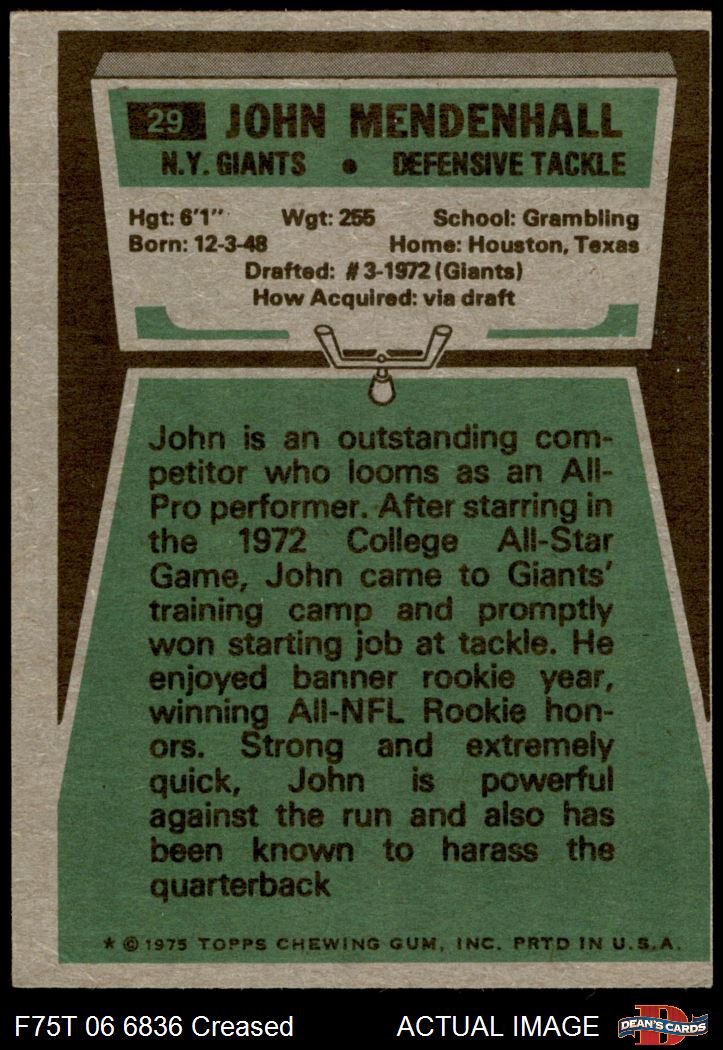 29 JOHN MENDENHALL
N.Y. GIANTS • DEFENSIVE TACKLE
Hgt: 6'1" Wgt: 255 School: Grambling
Born: 12-3-48 Home: Houston, Texas
Drafted: #3-1972 (Giants)
How Acquired: via draft
John is an outstanding com-
petitor who looms as an All-
Pro performer. After starring in
the 1972 College All-Star
Game, John came to Giants'
training camp and promptly
won starting job at tackle. He
enjoyed banner rookie year,
winning All-NFL Rookie hon-
ors. Strong and extremely
quick, John is powerful
against the run and also has
been known to harass the
quarterback
* © 1975 TOPPS CHEWING GUM, INC. PRTD IN U.S.A.
F75T 06 6836 Creased ACTUAL IMAGE D DEAN'S CARDS